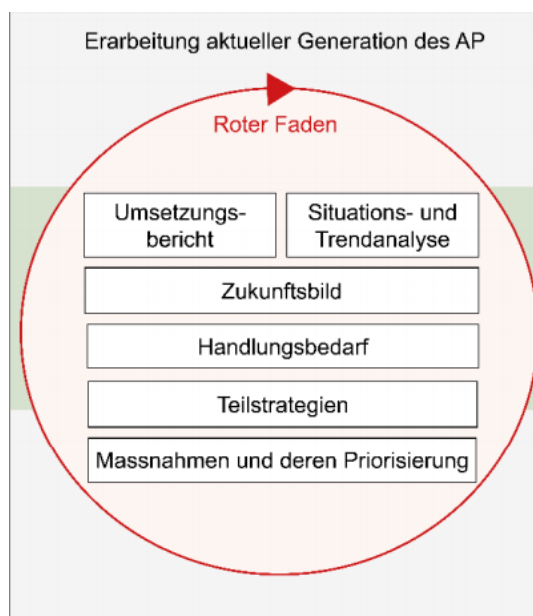 Erarbeitung aktueller Generation des AP
Roter Faden
Umsetzungs-
bericht
Situations- und
Trendanalyse
Zukunftsbild
Handlungsbedarf
Teilstrategien
Massnahmen und deren Priorisierung